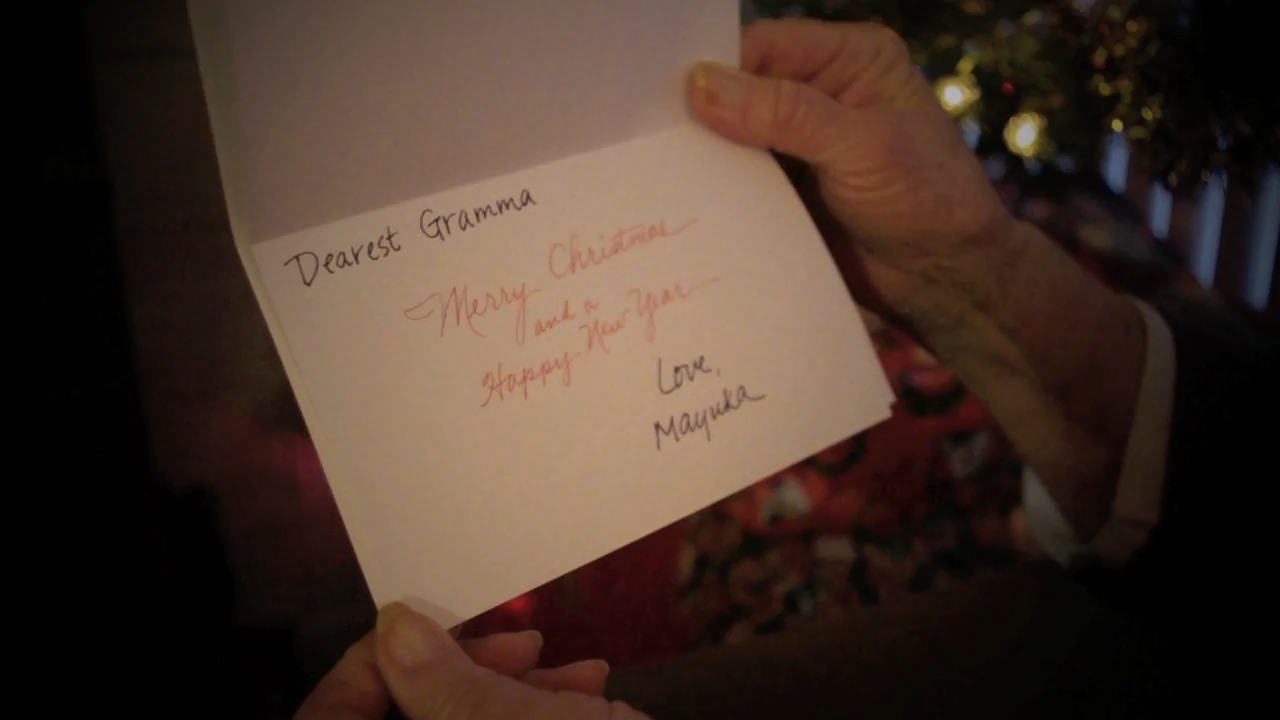 Dearest Gramma
Merry Christmas
and a
Happy New Year
Love,
Mayuka